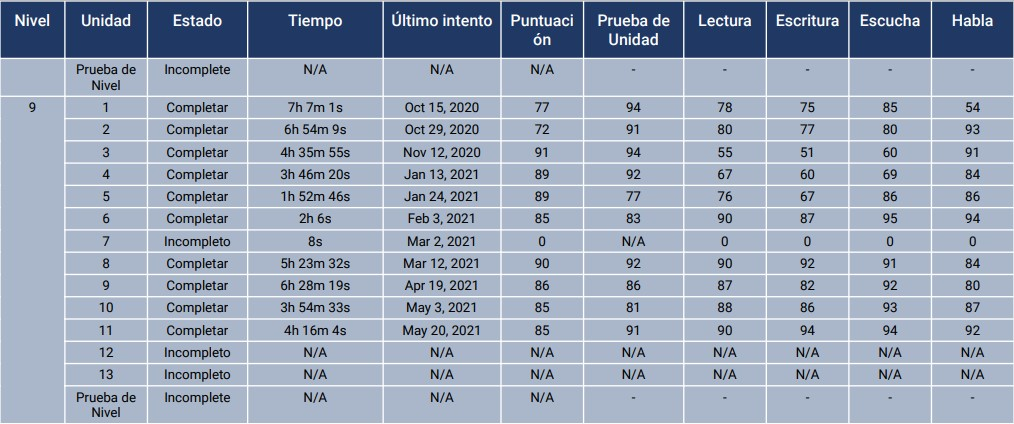 Nivel Unidad Estado Tiempo Último intento Puntuaci Prueba de Lectura Escritura Escucha Habla
ón Unidad
Prueba de Incomplete N/A N/A N/A - - - - -
Nivel
9 1 Completar 7h 7m 1s Oct 15, 2020 77 94 78 75 85 54
2 Completar 6h 54m 9s Oct 29, 2020 72 91 80 77 80 93
3 Completar 4h 35m 55s Nov 12, 2020 91 94 55 51 60 91
4 Completar 3h 46m 20s Jan 13, 2021 89 92 67 60 69 84
5 Completar 1h 52m 46s Jan 24, 2021 89 77 76 67 86 86
6 Completar 2h 6s Feb 3, 2021 85 83 90 87 95 94
7 Incompleto 8s Mar 2, 2021 0 N/A 0 0 0 0
8 Completar 5h 23m 32s Mar 12, 2021 90 92 90 92 91 84
9 Completar 6h 28m 19s Apr 19, 2021 86 86 87 82 92 80
10 Completar 3h 54m 33s May 3, 2021 85 81 88 86 93 87
11 Completar 4h 16m 4s May 20, 2021 85 91 90 94 94 92
12 Incompleto N/A N/A N/A N/A N/A N/A N/A N/A
13 Incompleto N/A N/A N/A N/A N/A N/A N/A N/A
Prueba de Incomplete N/A N/A N/A - - - - -
Nivel